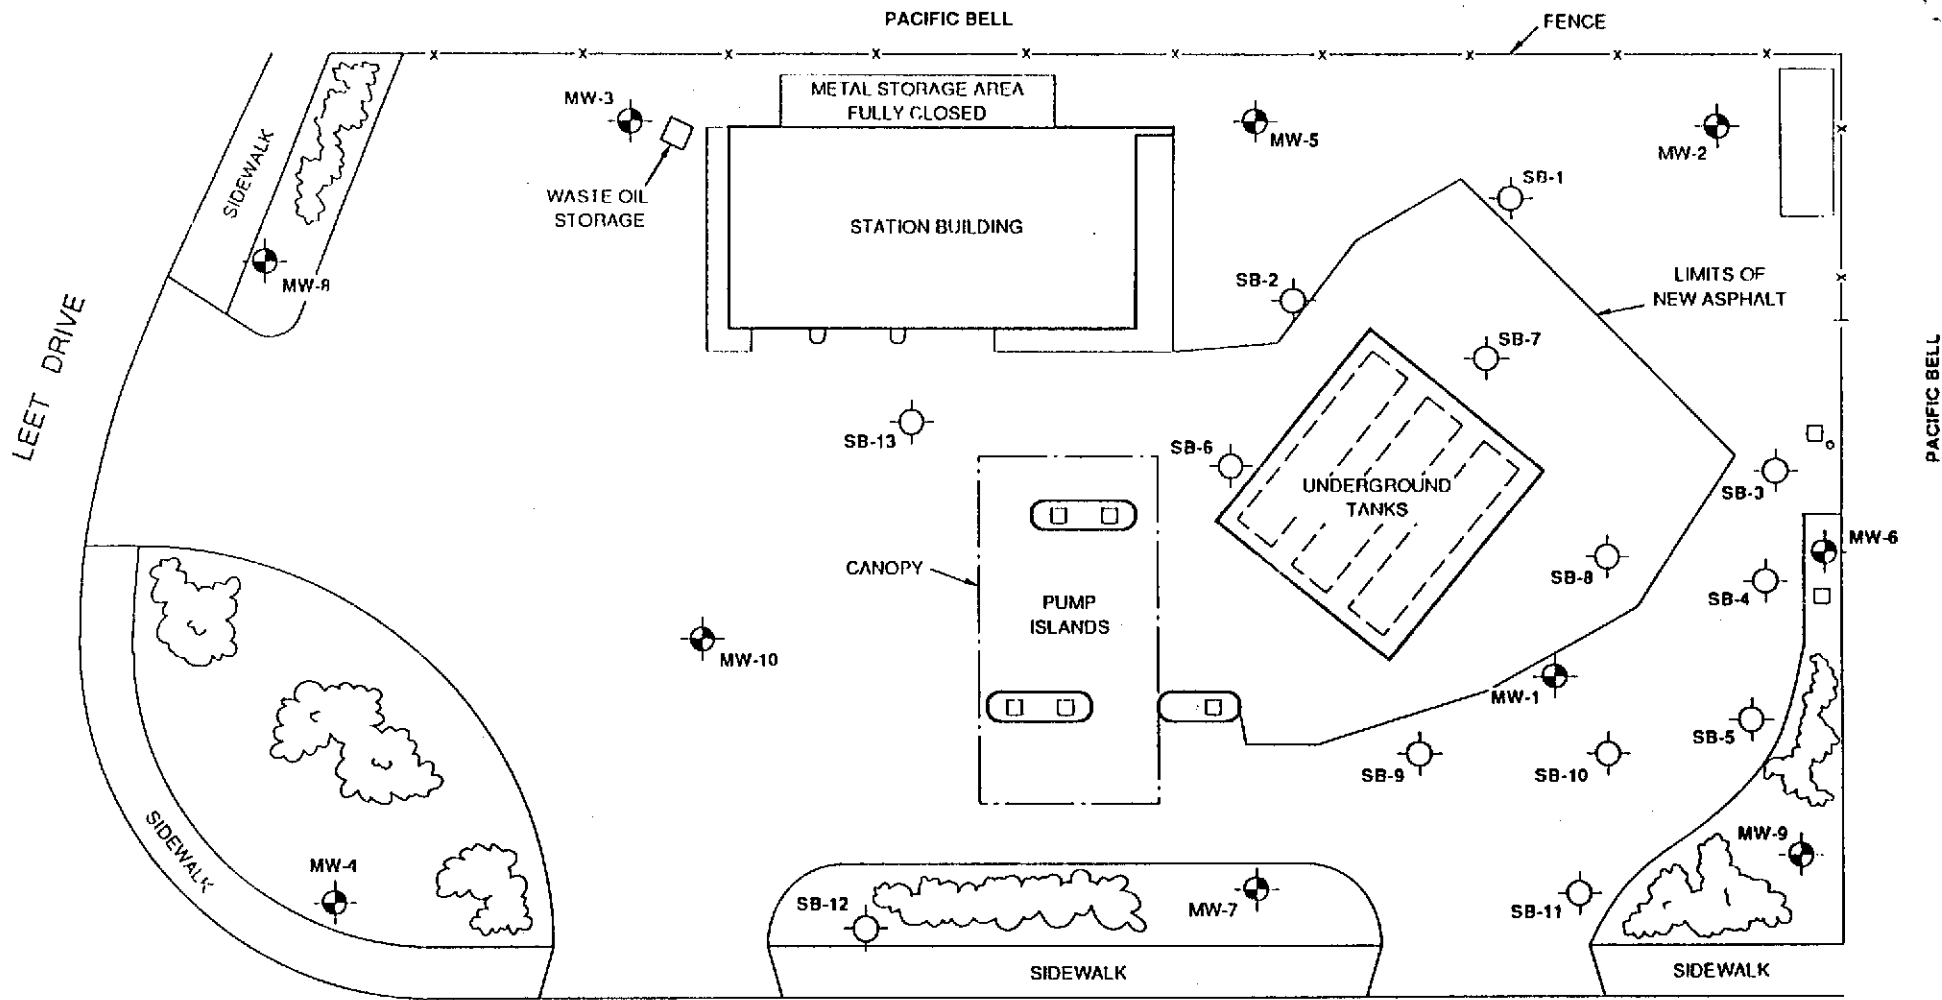 PACIFIC BELL
FENCE
MW-3
METAL STORAGE AREA
FULLY CLOSED
MW-5
MW-2
SIDEWALK
WASTE OIL
STORAGE
SB-1
STATION BUILDING
MW-8
SB-2
LIMITS OF
NEW ASPHALT
LEET DRIVE
SB-7
PACIFIC BELL
SB-13
SB-6
UNDERGROUND
TANKS
SB-3
MW-6
CANOPY
SB-8
SB-4
PUMP
ISLANDS
MW-10
MW-1
SB-5
SB-9
SB-10
SIDEWALK
MW-9
MW-4
SB-12
MW-7
SB-11
SIDEWALK
SIDEWALK